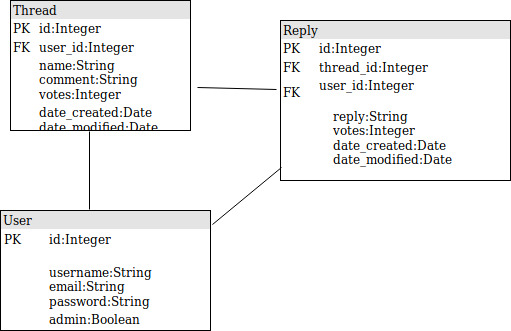 Thread
PK id:Integer
FK user_id:Integer
name:String
comment:String
votes:Integer
date_created:Date
date_modified:Date
Reply
PK id:Integer
FK thread_id:Integer
FK user_id:Integer
reply:String
votes:Integer
date_created:Date
date_modified:Date
User
PK id:Integer
username:String
email:String
password:String
admin:Boolean